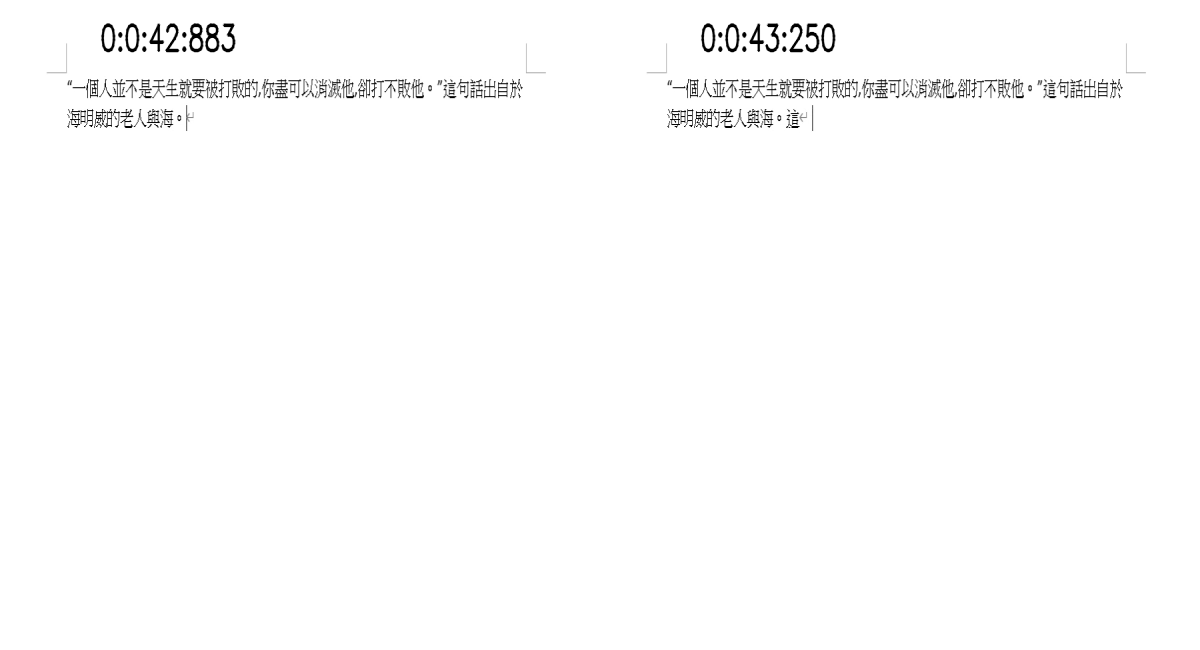 0:0:42:883
“一個人並不是天生就要被打敗的,你盡可以消滅他,卻打不敗他。”這句話出自於
海明威的老人與海。
0:0:43:250
“一個人並不是天生就要被打敗的,你盡可以消滅他,卻打不敗他。”這句話出自於
海明威的老人與海。這